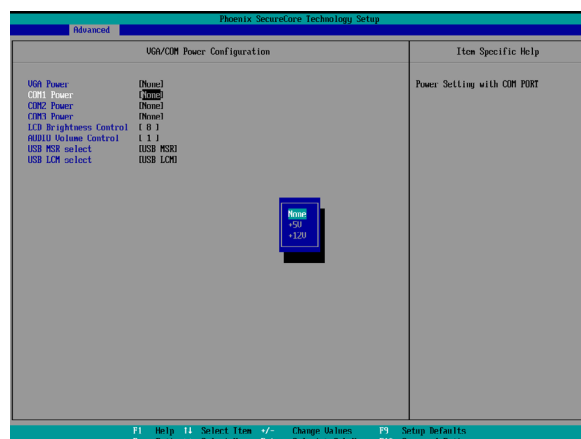 Phoenix SecureCore Technology Setup
Advanced
VGA/COM Power Configuration
Item Specific Help
VGA Power [None]
Power Setting with COM PORT
COM1 Power [None]
COM2 Power [None]
COM3 Power [None]
LCD Brightness Control [ 8 ]
AUDIO Volume Control [ 1 ]
USB MSR select [USB MSR]
USB LCM select [USB LCM]
None
+5V
+12V
F1 Help ↑↓ Select Item +/- Change Values F9 Setup Defaults